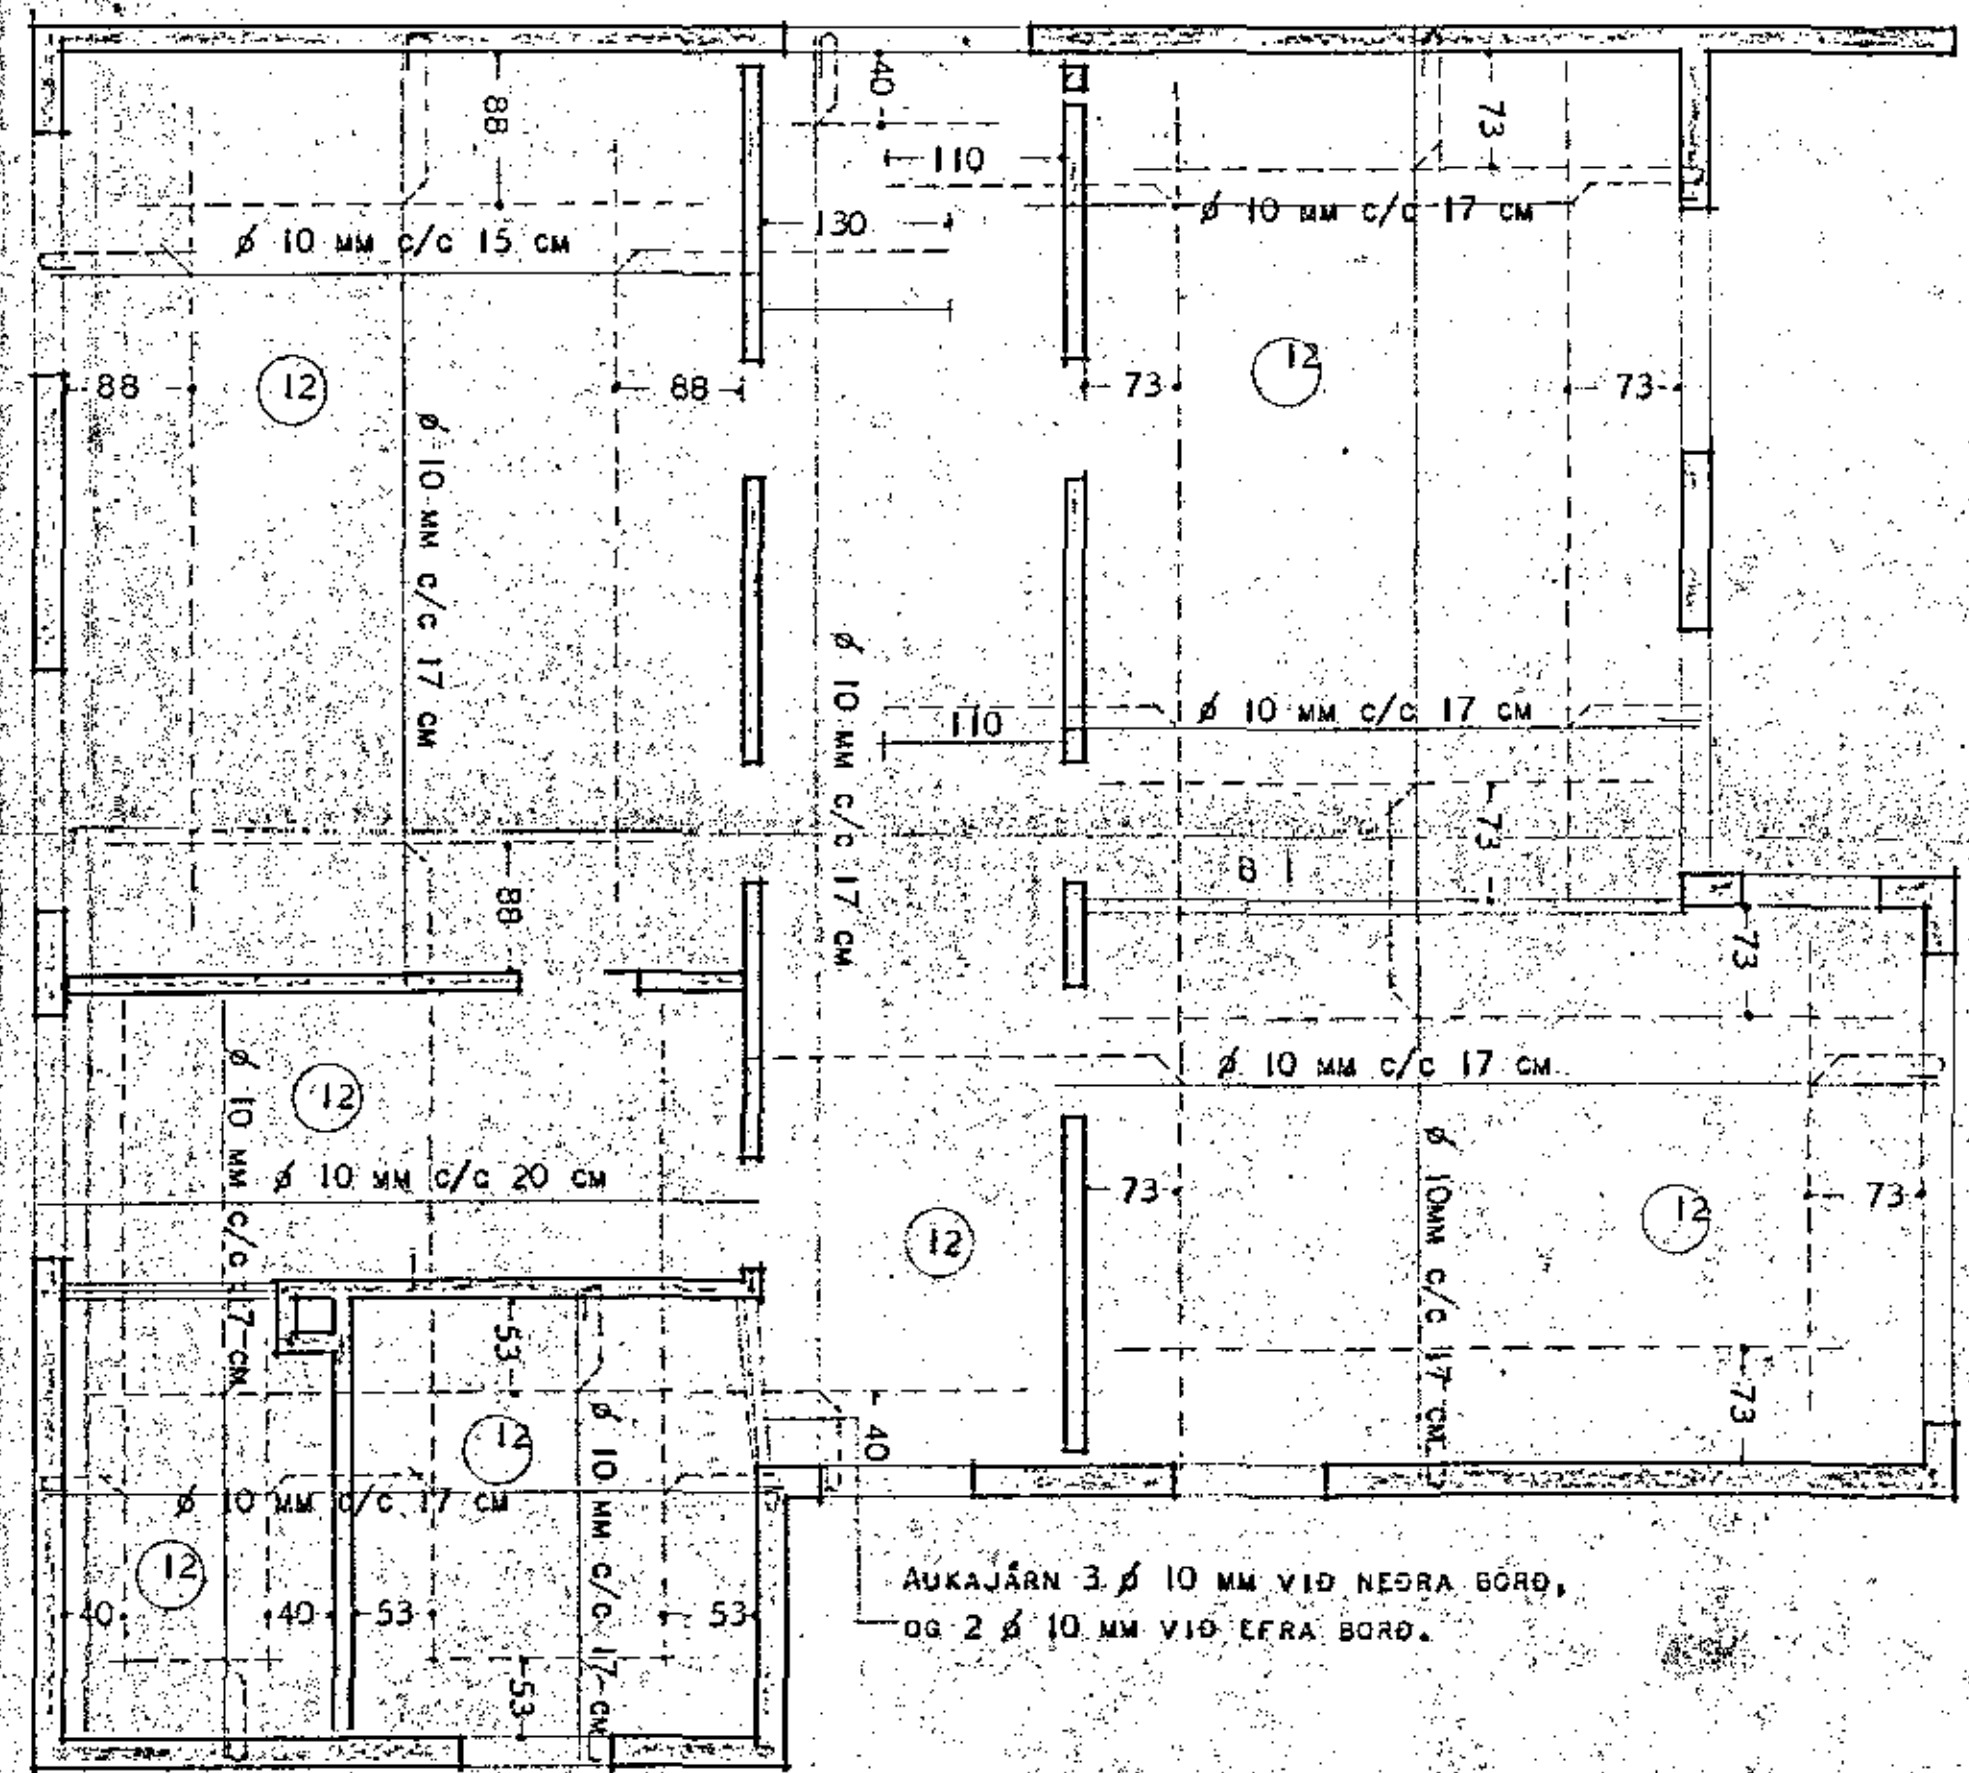 88
40
73
110
130
ø 10 MM C/C 17 CM
ø 10 MM C/C 15 CM
12
12
88
88
73
73
ø 10 MM C/C 17 CM
ø 10 MM C/C 17 CM
ø 10 MM C/C 17 CM
110
73
B 1
88
73
ø 10 MM C/C 17 CM
12
ø 10 MM C/C 17 CM
ø 10MM C/C 17 CM
ø 10 MM C/C 20 CM
73
12
73
12
53
73
40
12
ø 10 MM C/C 17 CM
ø 10 MM C/C 17 CM
12
40
40
53
53
53
AUKAJÁRN 3 ø 10 MM VIÐ NEÐRA BORÐ,
OG 2 ø 10 MM VIÐ EFRA BORÐ.